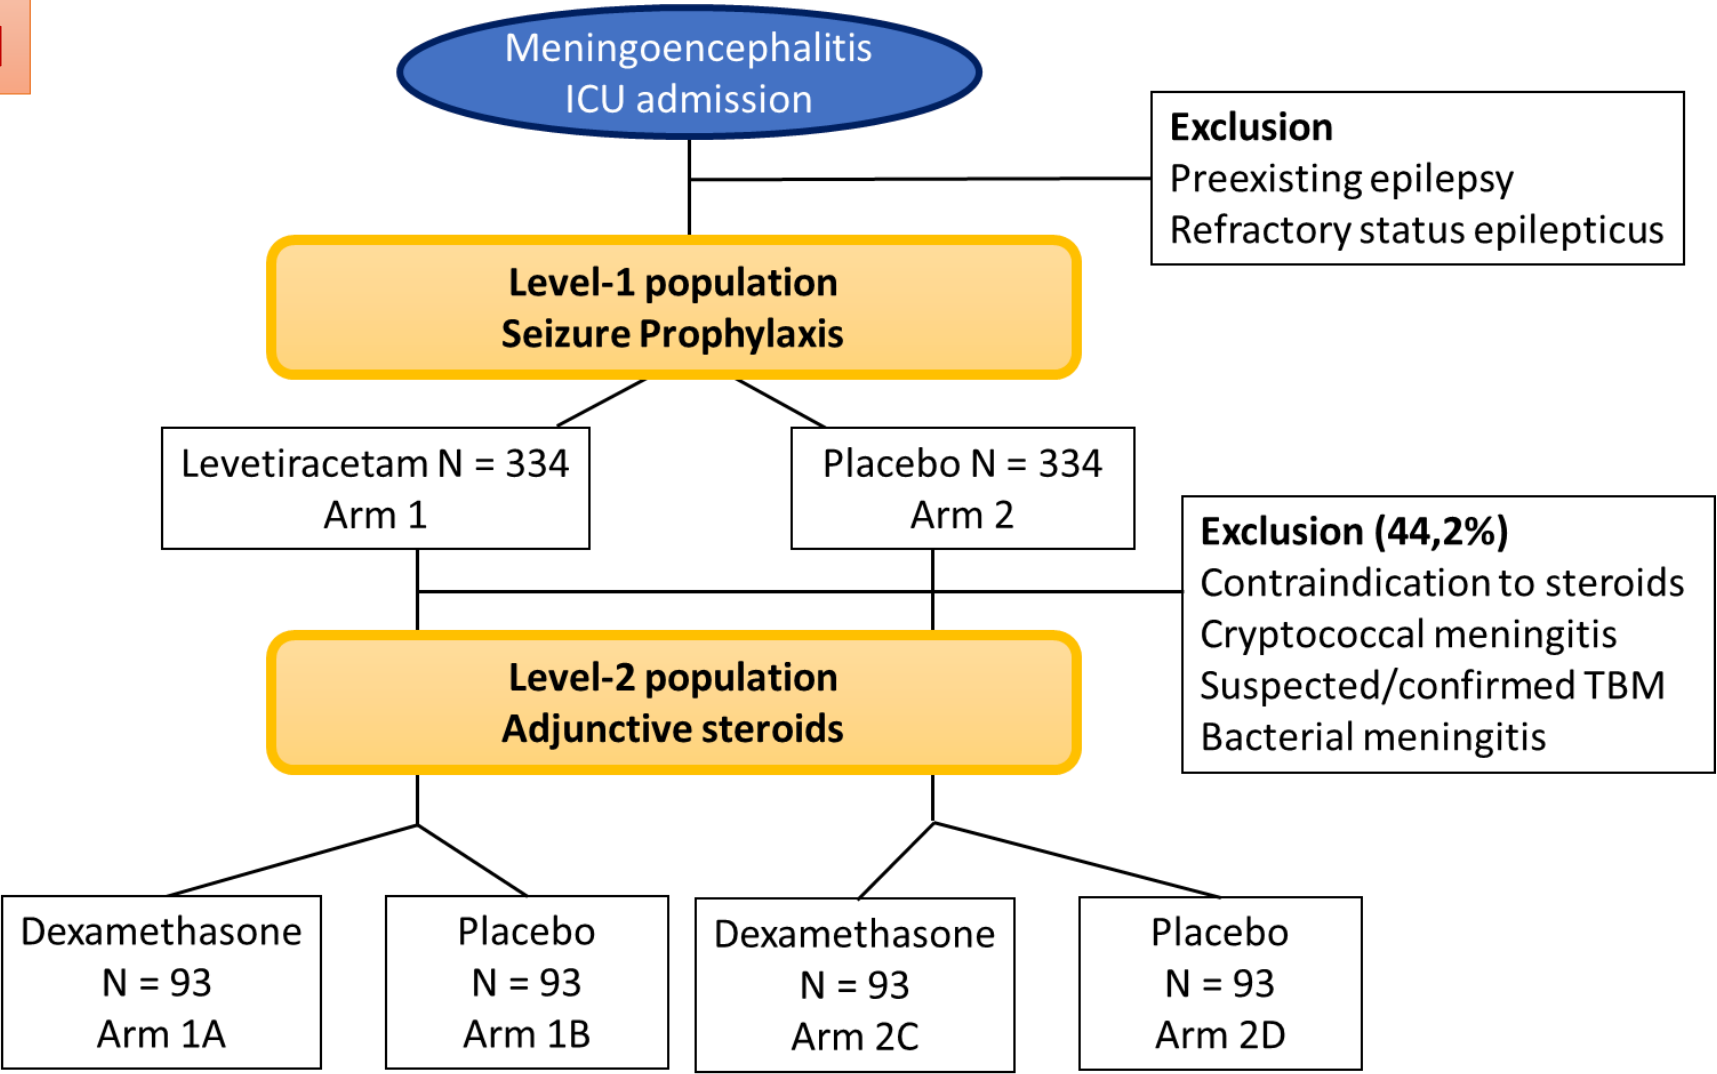 Meningoencephalitis
ICU admission
Exclusion
Preexisting epilepsy
Refractory status epilepticus
Level-1 population
Seizure Prophylaxis
Levetiracetam N = 334
Arm 1
Placebo N = 334
Arm 2
Exclusion (44,2%)
Contraindication to steroids
Cryptococcal meningitis
Suspected/confirmed TBM
Bacterial meningitis
Level-2 population
Adjunctive steroids
Dexamethasone
N = 93
Arm 1A
Placebo
N = 93
Arm 1B
Dexamethasone
N = 93
Arm 2C
Placebo
N = 93
Arm 2D